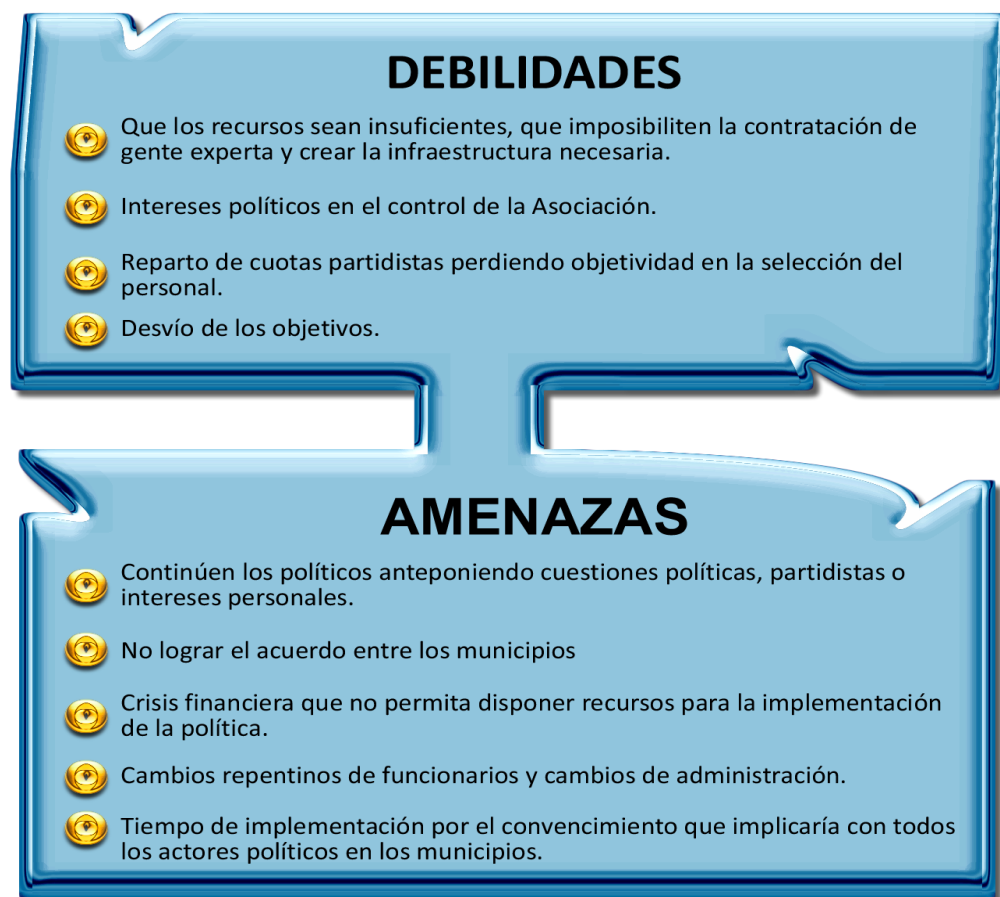 DEBILIDADES
Que los recursos sean insuficientes, que imposibiliten la contratación de
gente experta y crear la infraestructura necesaria.
Intereses políticos en el control de la Asociación.
Reparto de cuotas partidistas perdiendo objetividad en la selección del
personal.
Desvío de los objetivos.
AMENAZAS
Continúen los políticos anteponiendo cuestiones políticas, partidistas o
intereses personales.
No lograr el acuerdo entre los municipios
Crisis financiera que no permita disponer recursos para la implementación
de la política.
Cambios repentinos de funcionarios y cambios de administración.
Tiempo de implementación por el convencimiento que implicaría con todos
los actores políticos en los municipios.